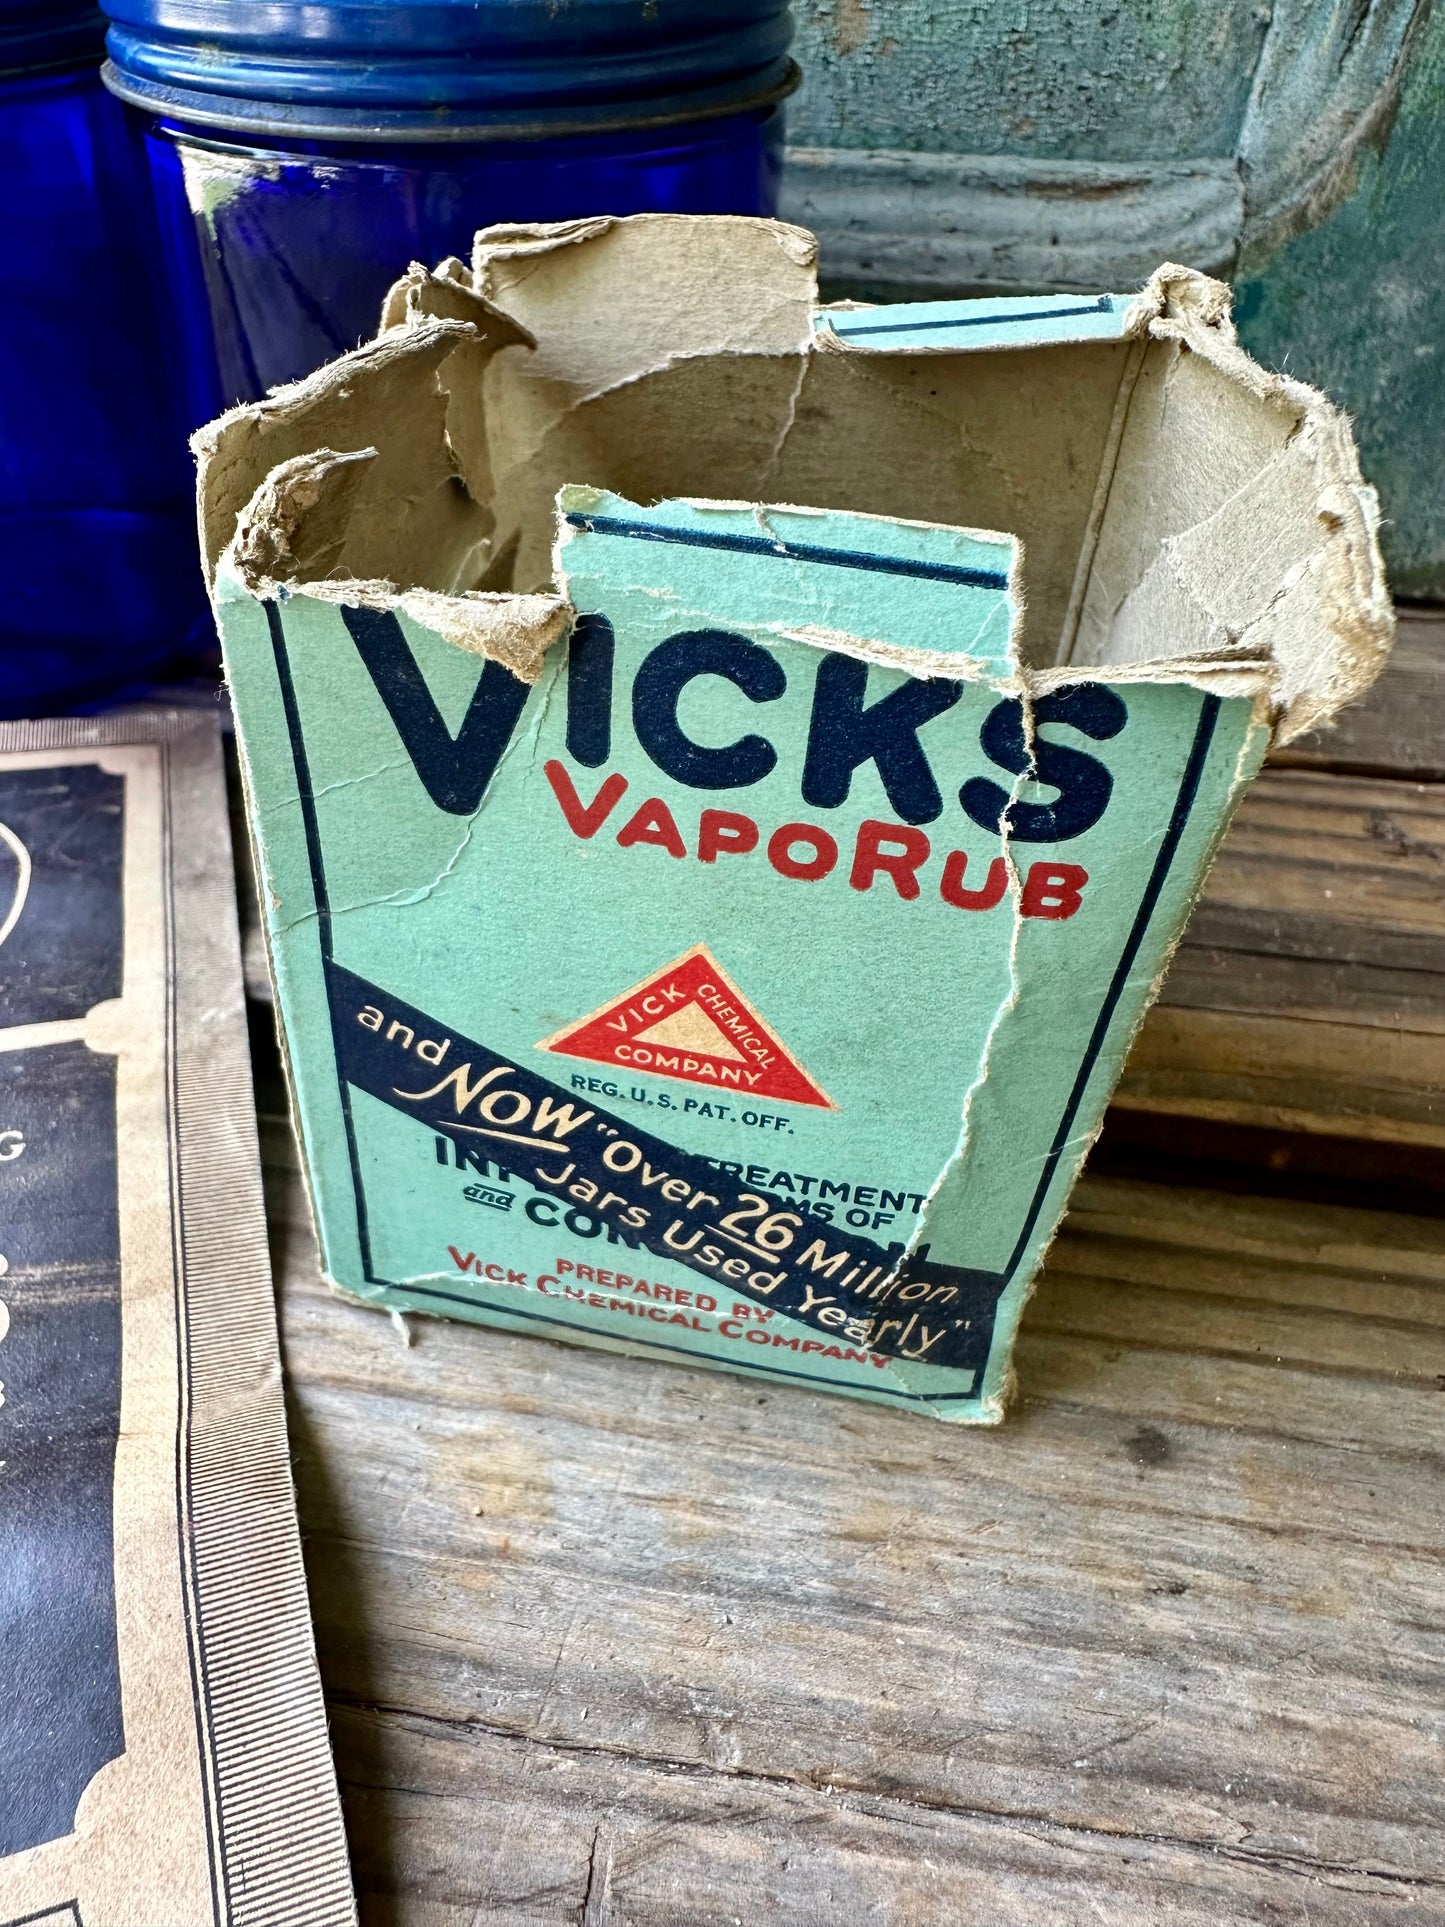 VICKS
VAPORUB
VICK CHEMICAL
COMPANY
REG. U.S. PAT. OFF.
and NOW "Over 26 Million
Jars Used Yearly"
TREATMENT
OF
and
PREPARED BY
VICK CHEMICAL COMPANY
G